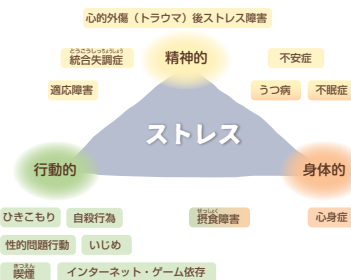 心的外傷（トラウマ）後ストレス障害
とうごうしっちょうしょう
統合失調症
精神的
不安症
適応障害
うつ病
不眠症
ストレス
行動的
身体的
ひきこもり
自殺行為
せっしょく
摂食障害
心身症
性的問題行動
いじめ
きつえん
喫煙
インターネット・ゲーム依存